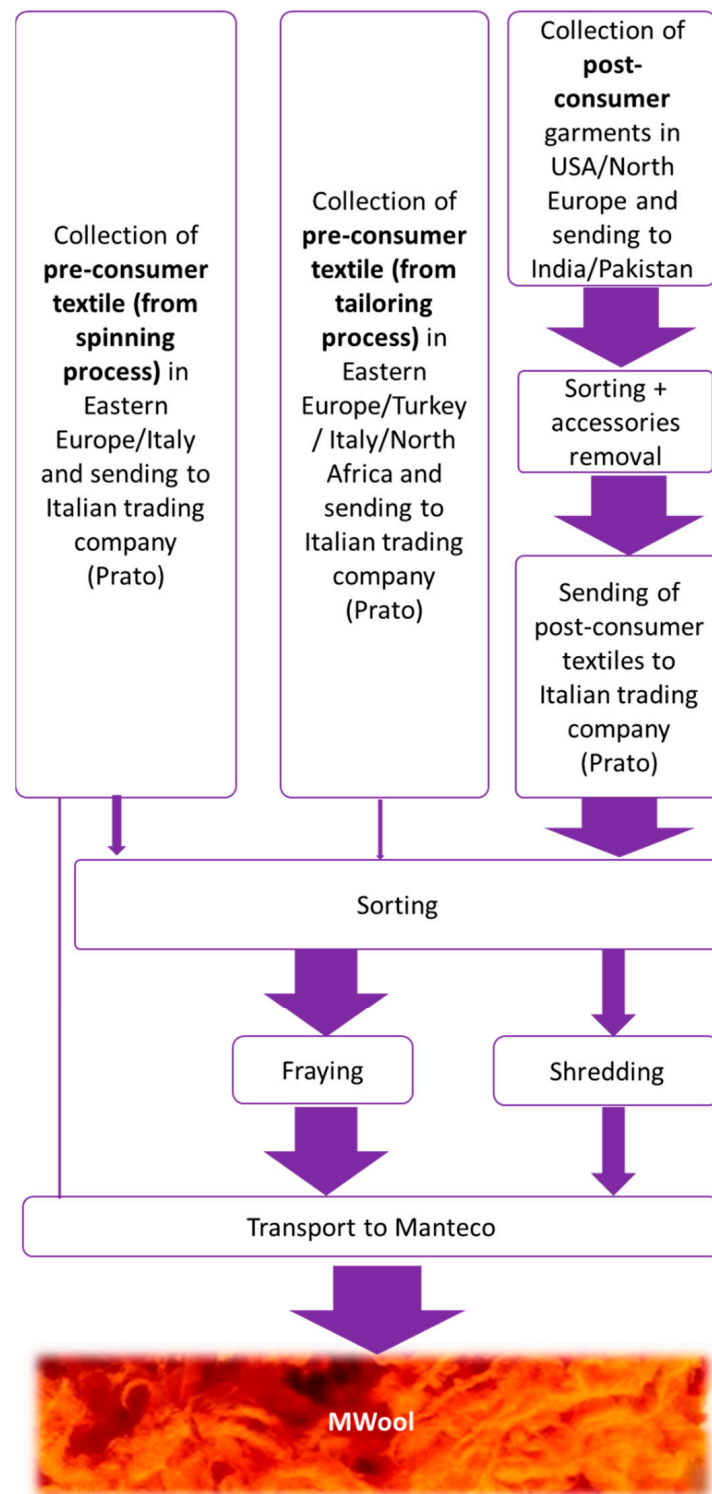 Collection of
pre-consumer
textile (from
spinning
process) in
Eastern
Europe/Italy
and sending to
Italian trading
company
(Prato)
Collection of
pre-consumer
textile (from
tailoring
process) in
Eastern
Europe/Turkey
/ Italy/North
Africa and
sending to
Italian trading
company
(Prato)
Collection of
post-
consumer
garments in
USA/North
Europe and
sending to
India/Pakistan
Sorting +
accessories
removal
Sending of
post-consumer
textiles to
Italian trading
company
(Prato)
Sorting
Fraying
Shredding
Transport to Manteco
MWool